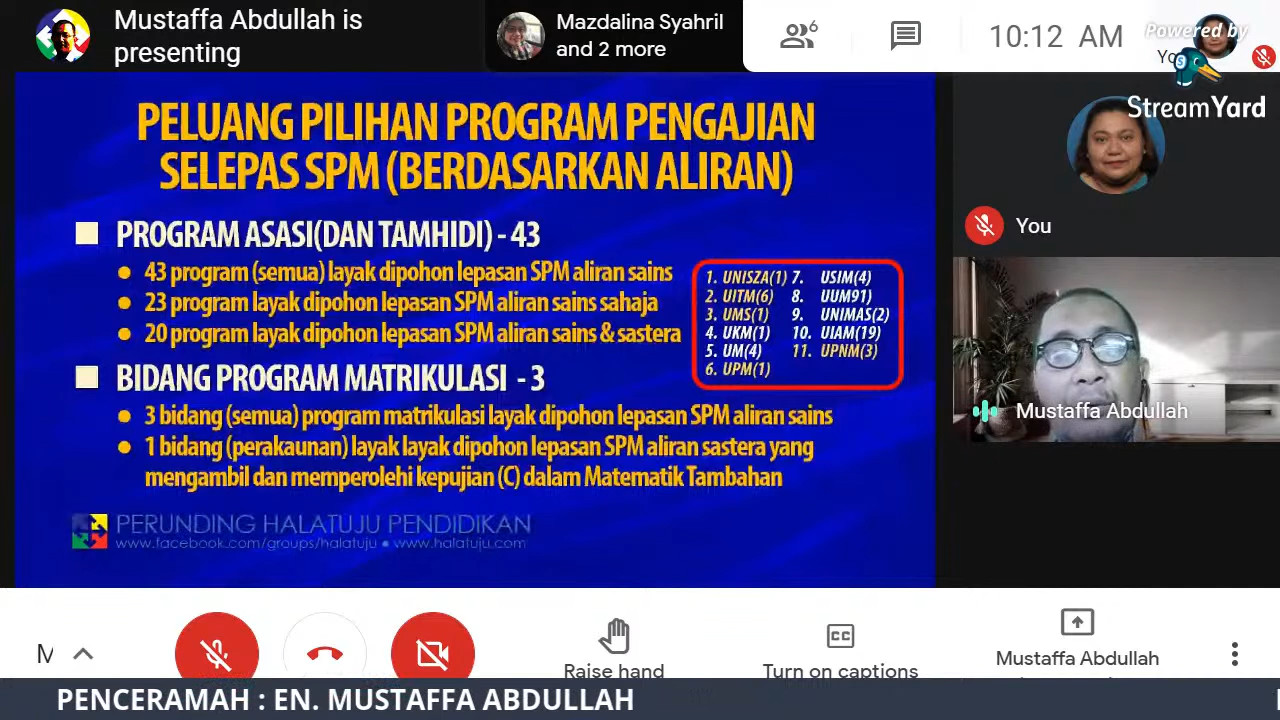 Mustaffa Abdullah is
presenting
Mazdalina Syahril
and 2 more
6
10:12 AM
Powered by
StreamYard
PELUANG PILIHAN PROGRAM PENGAJIAN
SELEPAS SPM (BERDASARKAN ALIRAN)
PROGRAM ASASI(DAN TAMHIDI) - 43
43 program (semua) layak dipohon lepasan SPM aliran sains
23 program layak dipohon lepasan SPM aliran sains sahaja
20 program layak dipohon lepasan SPM aliran sains & sastera
1. UNISZA(1) 7. USIM(4)
2. UITM(6) 8. UUM91)
3. UMS(1) 9. UNIMAS(2)
4. UKM(1) 10. UIAM(19)
5. UM(4) 11. UPNM(3)
6. UPM(1)
BIDANG PROGRAM MATRIKULASI - 3
3 bidang (semua) program matrikulasi layak dipohon lepasan SPM aliran sains
1 bidang (perakaunan) layak layak dipohon lepasan SPM aliran sastera yang
mengambil dan memperolehi kepujian (C) dalam Matematik Tambahan
PERUNDING HALATUJU PENDIDIKAN
www.facebook.com/groups/halatuju • www.halatuju.com
You
Mustaffa Abdullah
Raise hand
CC
Turn on captions
Mustaffa Abdullah
PENCERAMAH : EN. MUSTAFFA ABDULLAH